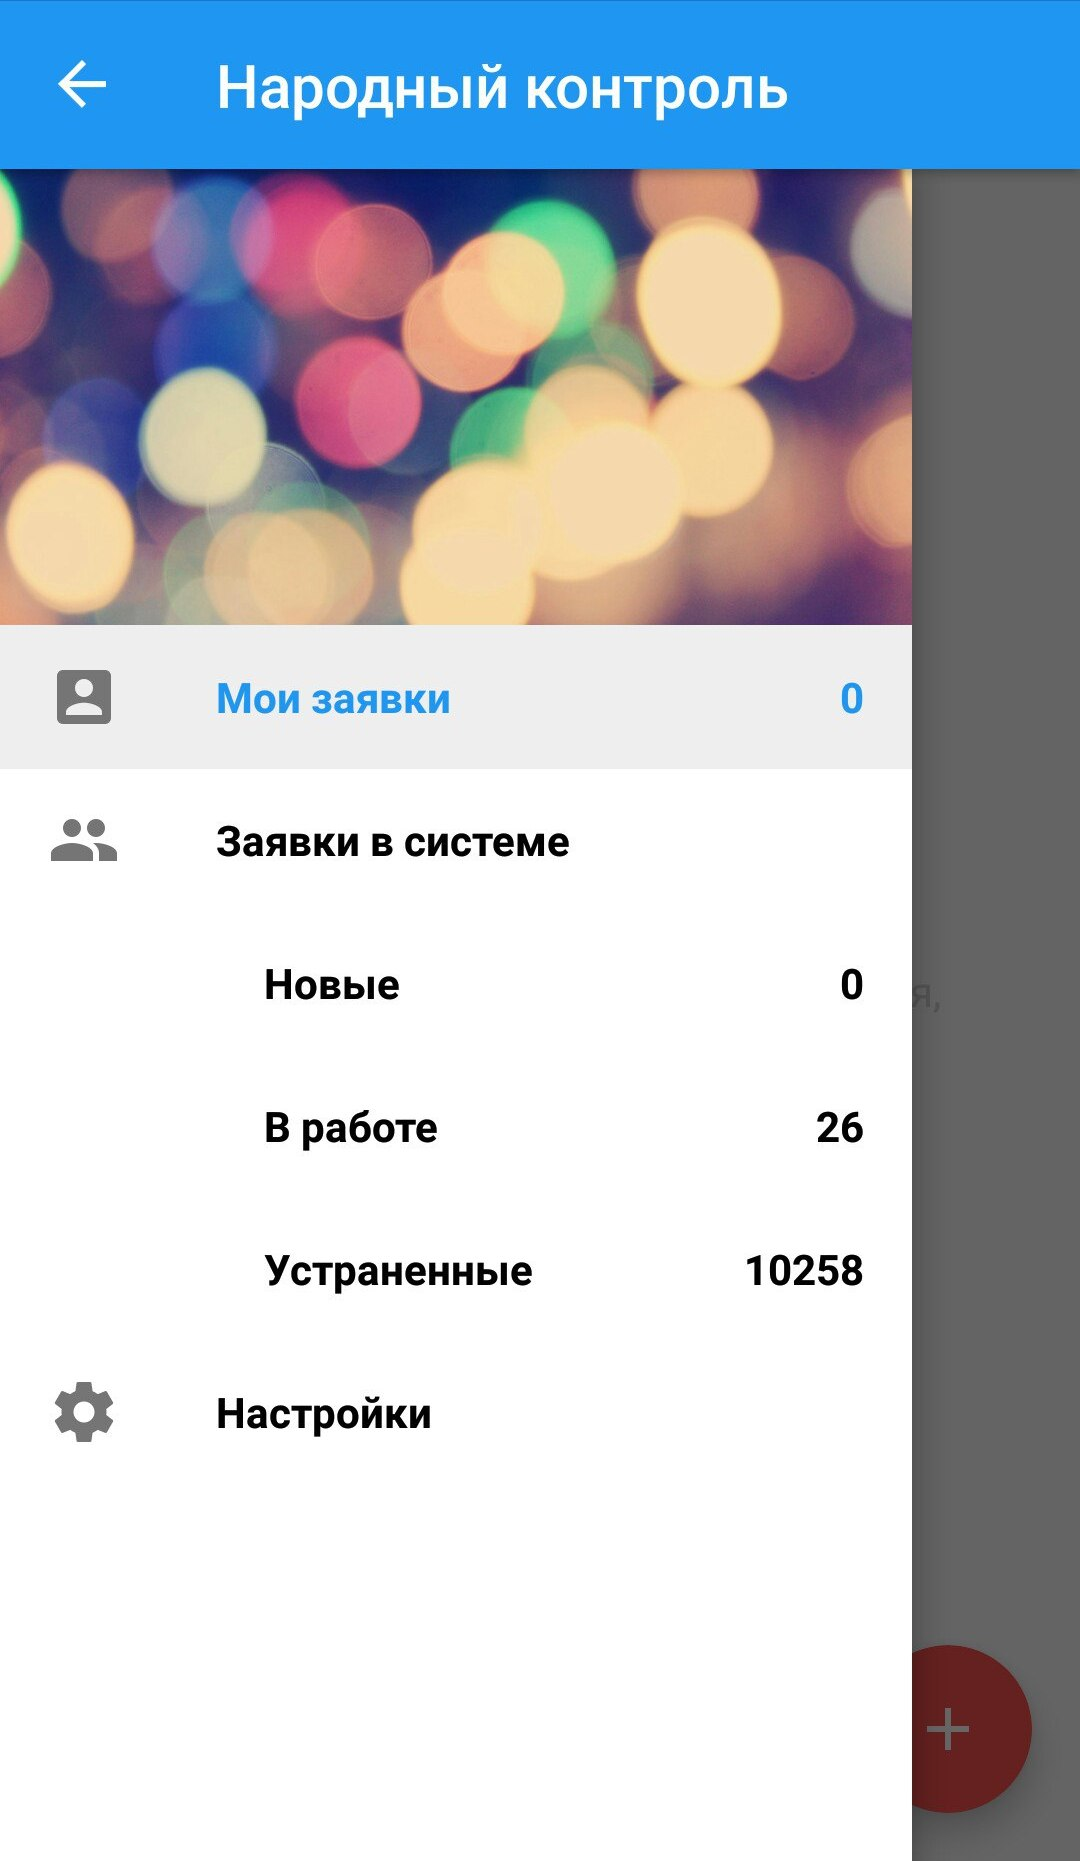 Народный контроль
Мои заявки 0
Заявки в системе
Новые 0
я,
В работе 26
Устраненные 10258
Настройки